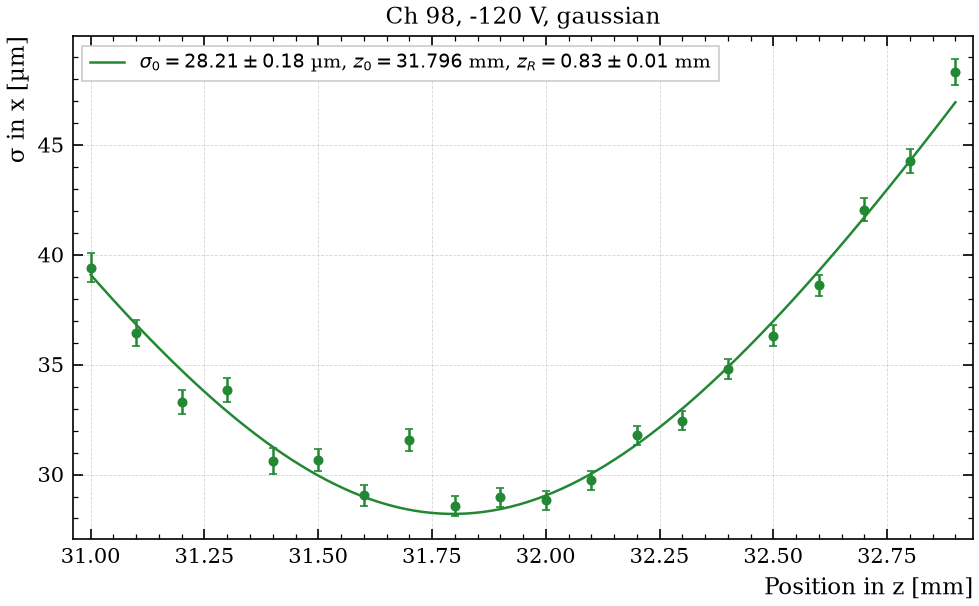 Ch 98, -120 V, gaussian
σ₀ = 28.21 ± 0.18 µm, z₀ = 31.796 mm, z_R = 0.83 ± 0.01 mm
σ in x [µm]
45
40
35
30
31.00 31.25 31.50 31.75 32.00 32.25 32.50 32.75
Position in z [mm]